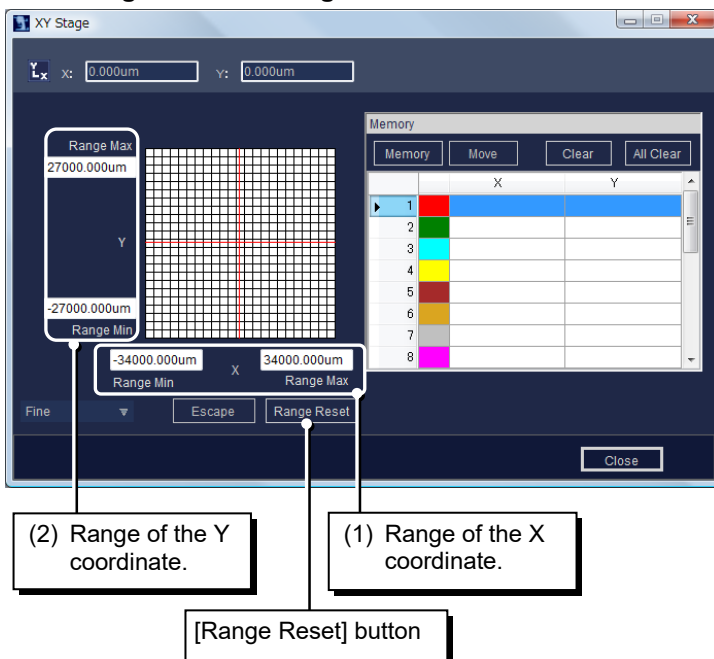 XY Stage
X: 0.000um Y: 0.000um
Range Max
27000.000um
Y
-27000.000um
Range Min
-34000.000um X 34000.000um
Range Min Range Max
Fine Escape Range Reset
Memory
Memory Move Clear All Clear
X Y
1
2
3
4
5
6
7
8
Close
(2) Range of the Y
coordinate.
(1) Range of the X
coordinate.
[Range Reset] button